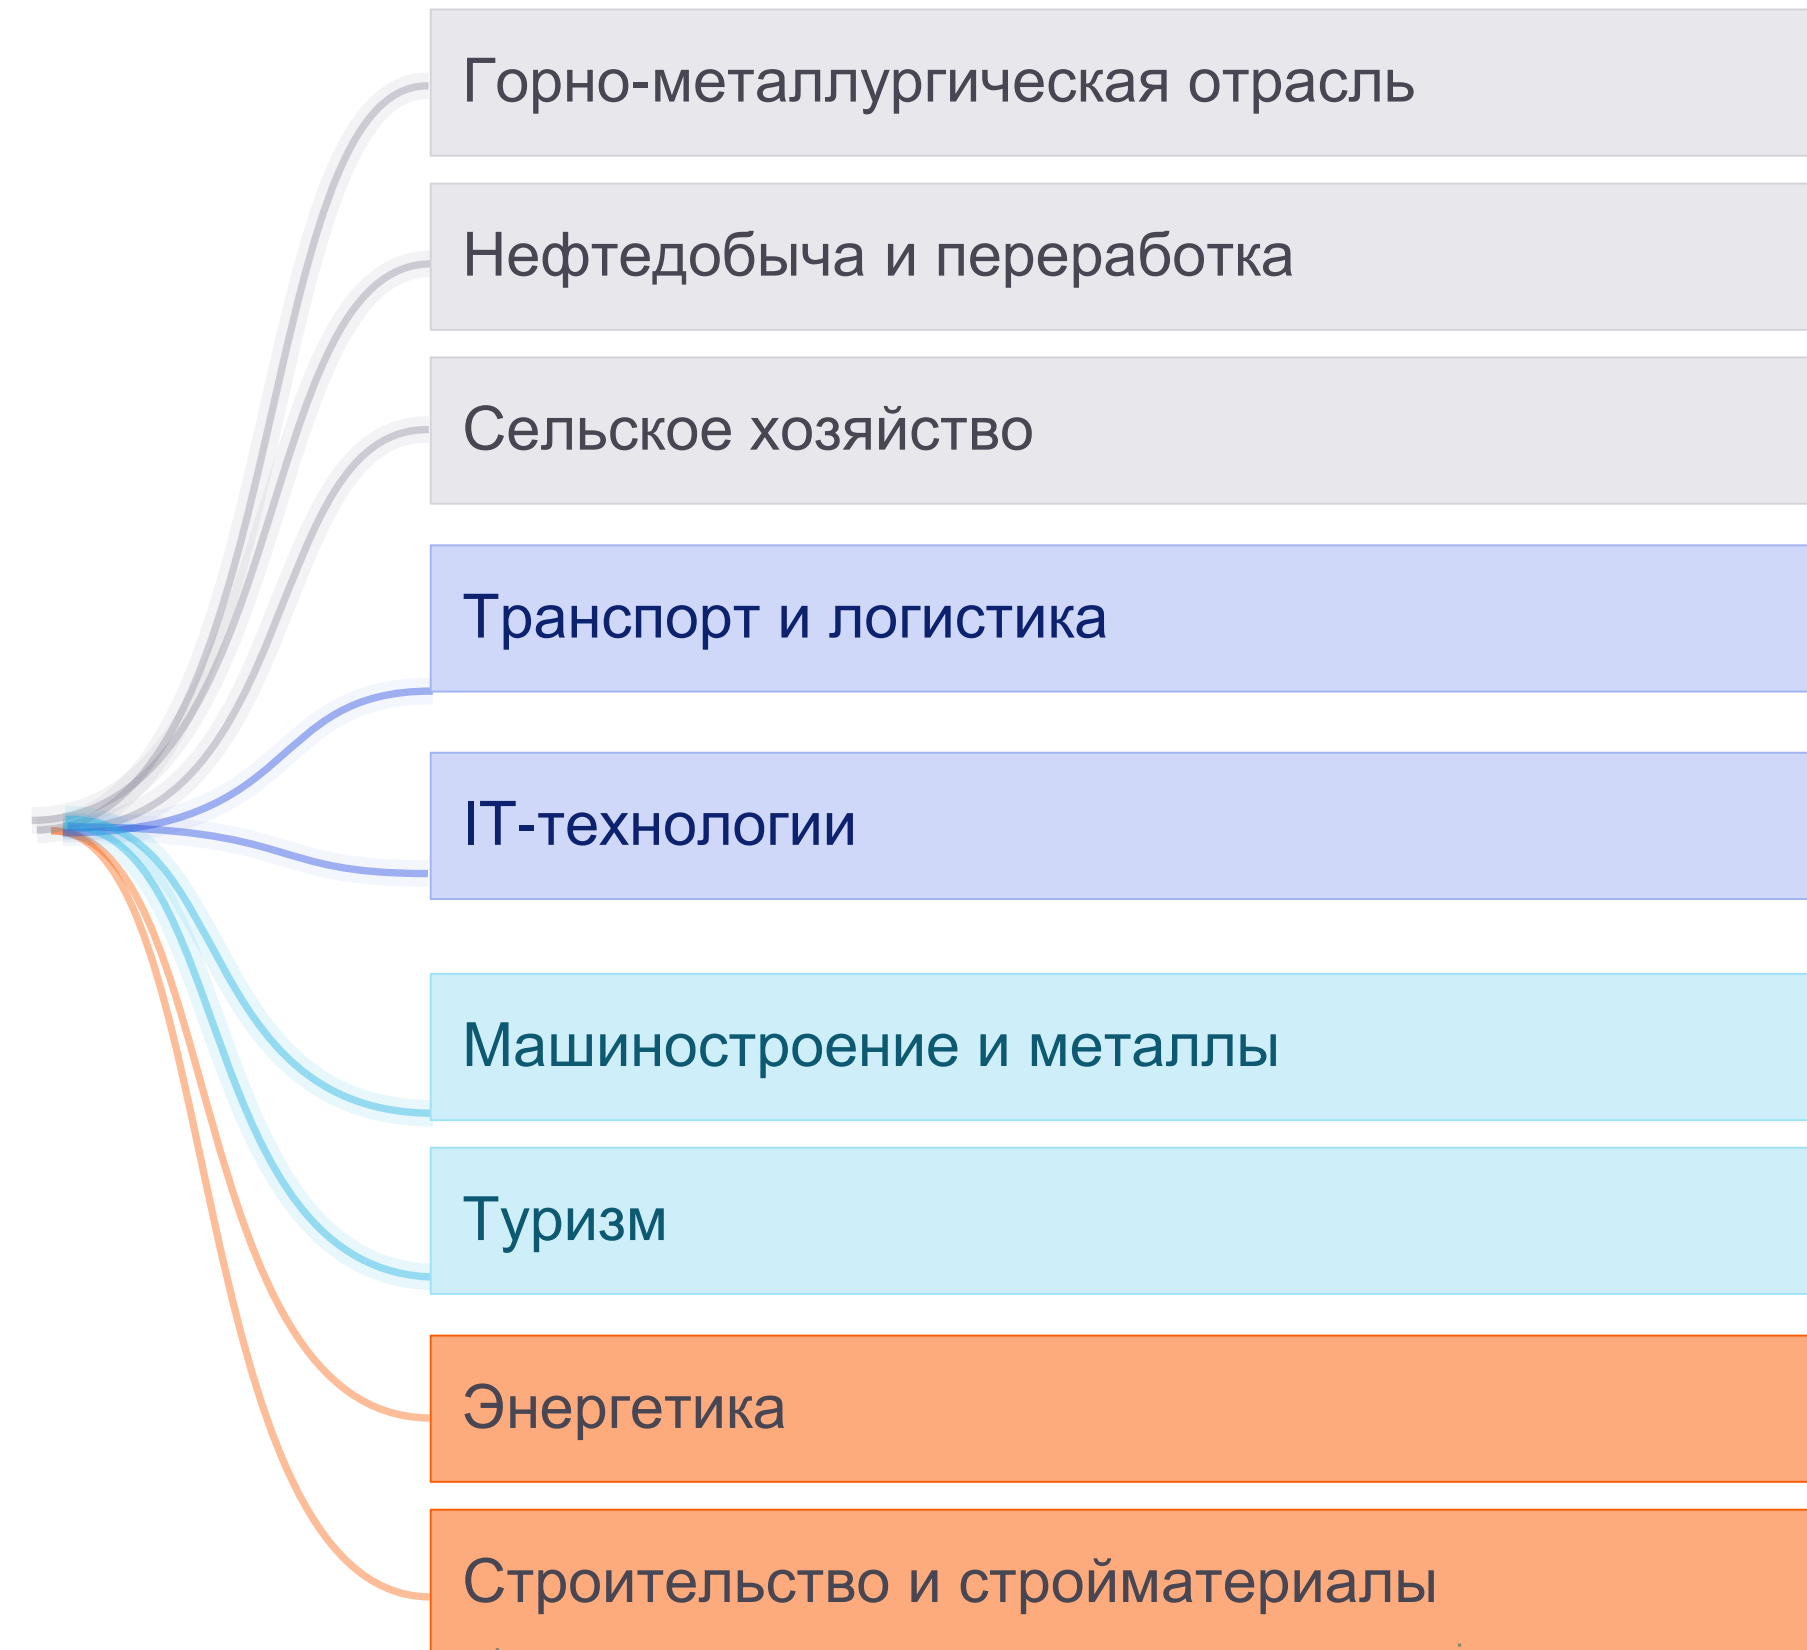 Горно-металлургическая отрасль
Нефтедобыча и переработка
Сельское хозяйство
Транспорт и логистика
IT-технологии
Машиностроение и металлы
Туризм
Энергетика
Строительство и стройматериалы